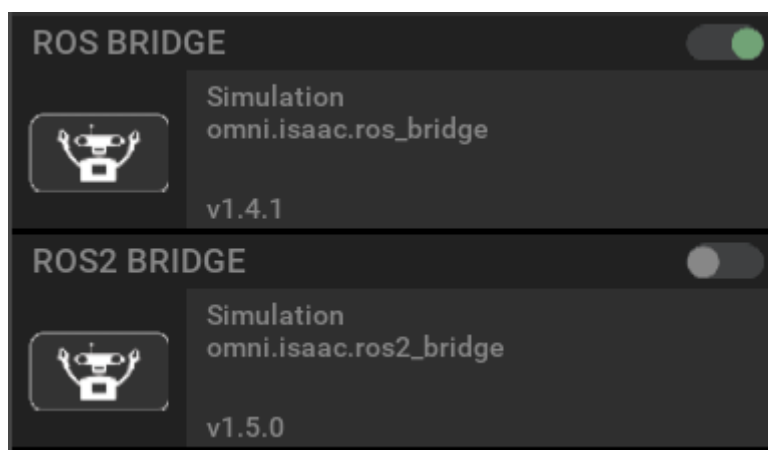 ROS BRIDGE
Simulation
omni.isaac.ros_bridge
v1.4.1
ROS2 BRIDGE
Simulation
omni.isaac.ros2_bridge
v1.5.0